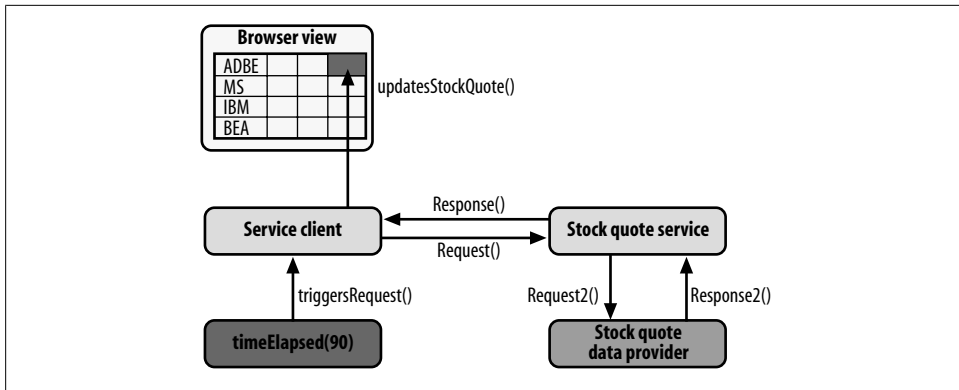 Browser view
ADBE
MS
IBM
BEA
updatesStockQuote()
Response()
Service client
Stock quote service
Request()
triggersRequest()
Request2()
Response2()
timeElapsed(90)
Stock quote
data provider